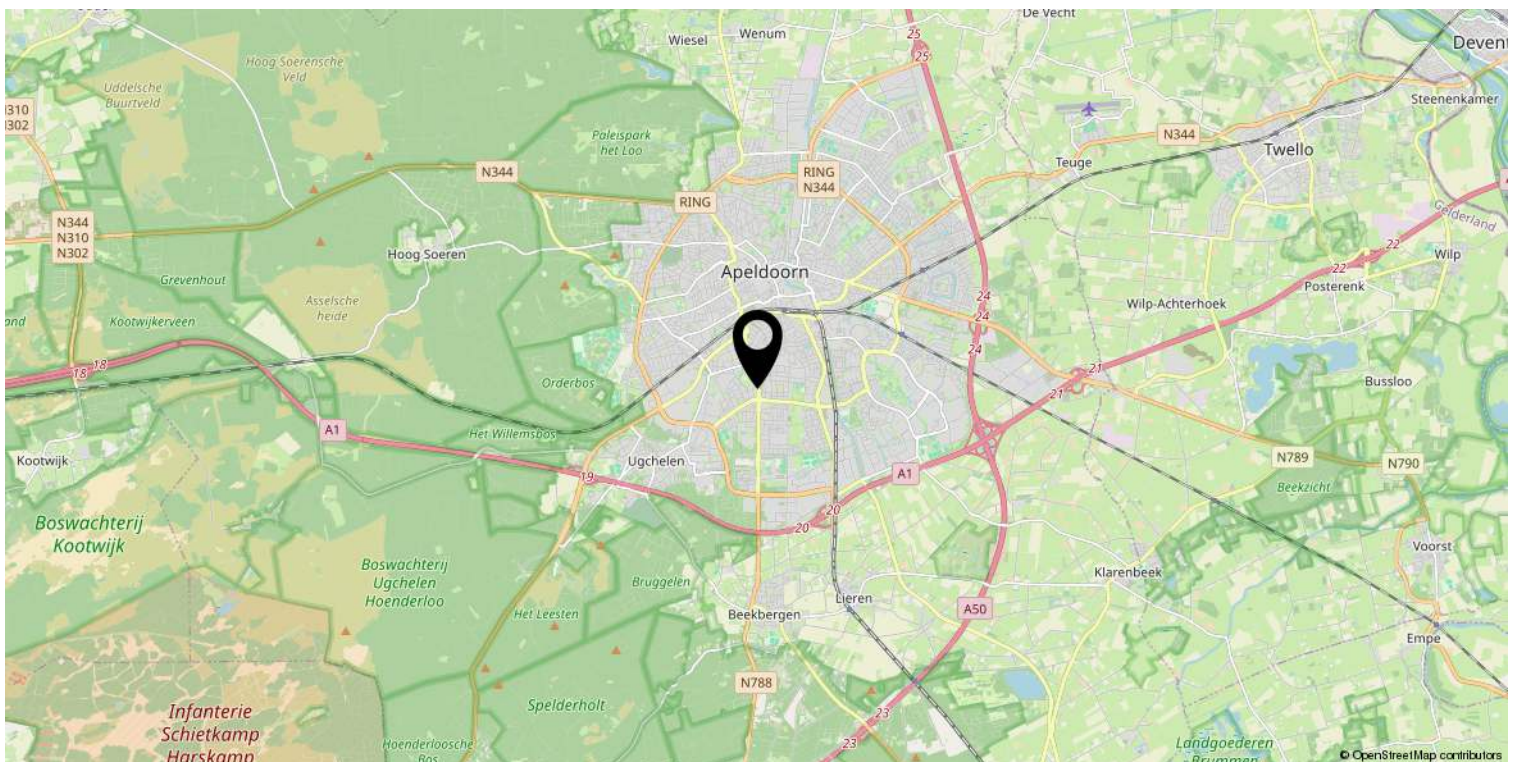 De Vecht
Wiesel
Wenum
25
25
Hoog Soerensche
Veld
Uddelsche
Buurtveld
N310
N302
Steenenkamer
Paleispark
het Loo
N344
Twello
Teuge
N344
RING
N344
RING
Gelderland
N344
N310
N302
Hoog Soeren
22
22
Wilp
Apeldoorn
Grevenhout
Posterenk
Asselsche
heide
24
24
24
Wilp-Achterhoek
Kootwijkerveen
18
18
21
21
Orderbos
Bussloo
A1
Het Willemsbos
Kootwijk
Ugchelen
19
A1
N789
N790
Beekzicht
20
20
Boswachterij
Kootwijk
Voorst
Boswachterij
Ugchelen
Hoenderloo
Bruggelen
Klarenbeek
Het Leesten
Lieren
Beekbergen
A50
Empe
N788
Spelderholt
Infanterie
Schietkamp
Harskamp
23
23
Hoenderloosche
Bos
Landgoederen
Brummen
© OpenStreetMap contributors